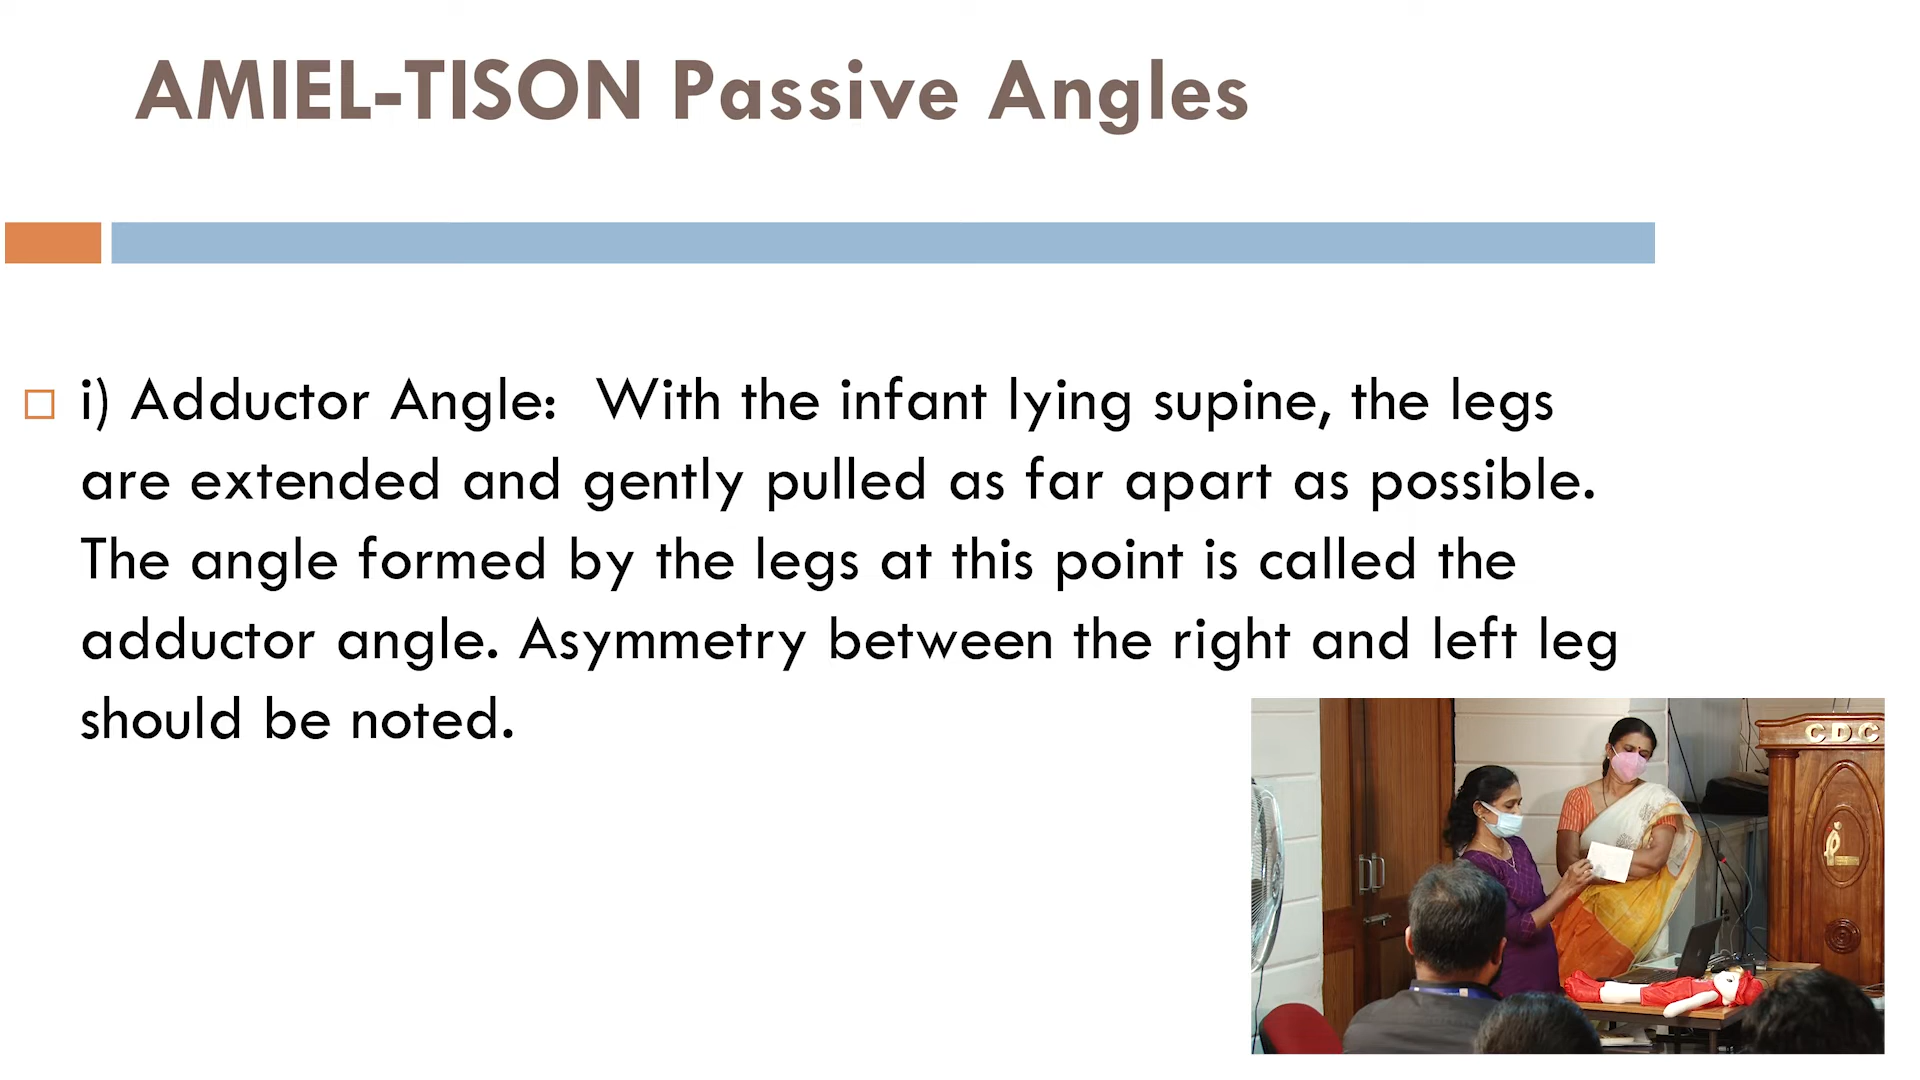 AMIEL-TISON Passive Angles
i) Adductor Angle: With the infant lying supine, the legs
are extended and gently pulled as far apart as possible.
The angle formed by the legs at this point is called the
adductor angle. Asymmetry between the right and left leg
should be noted.
CDC